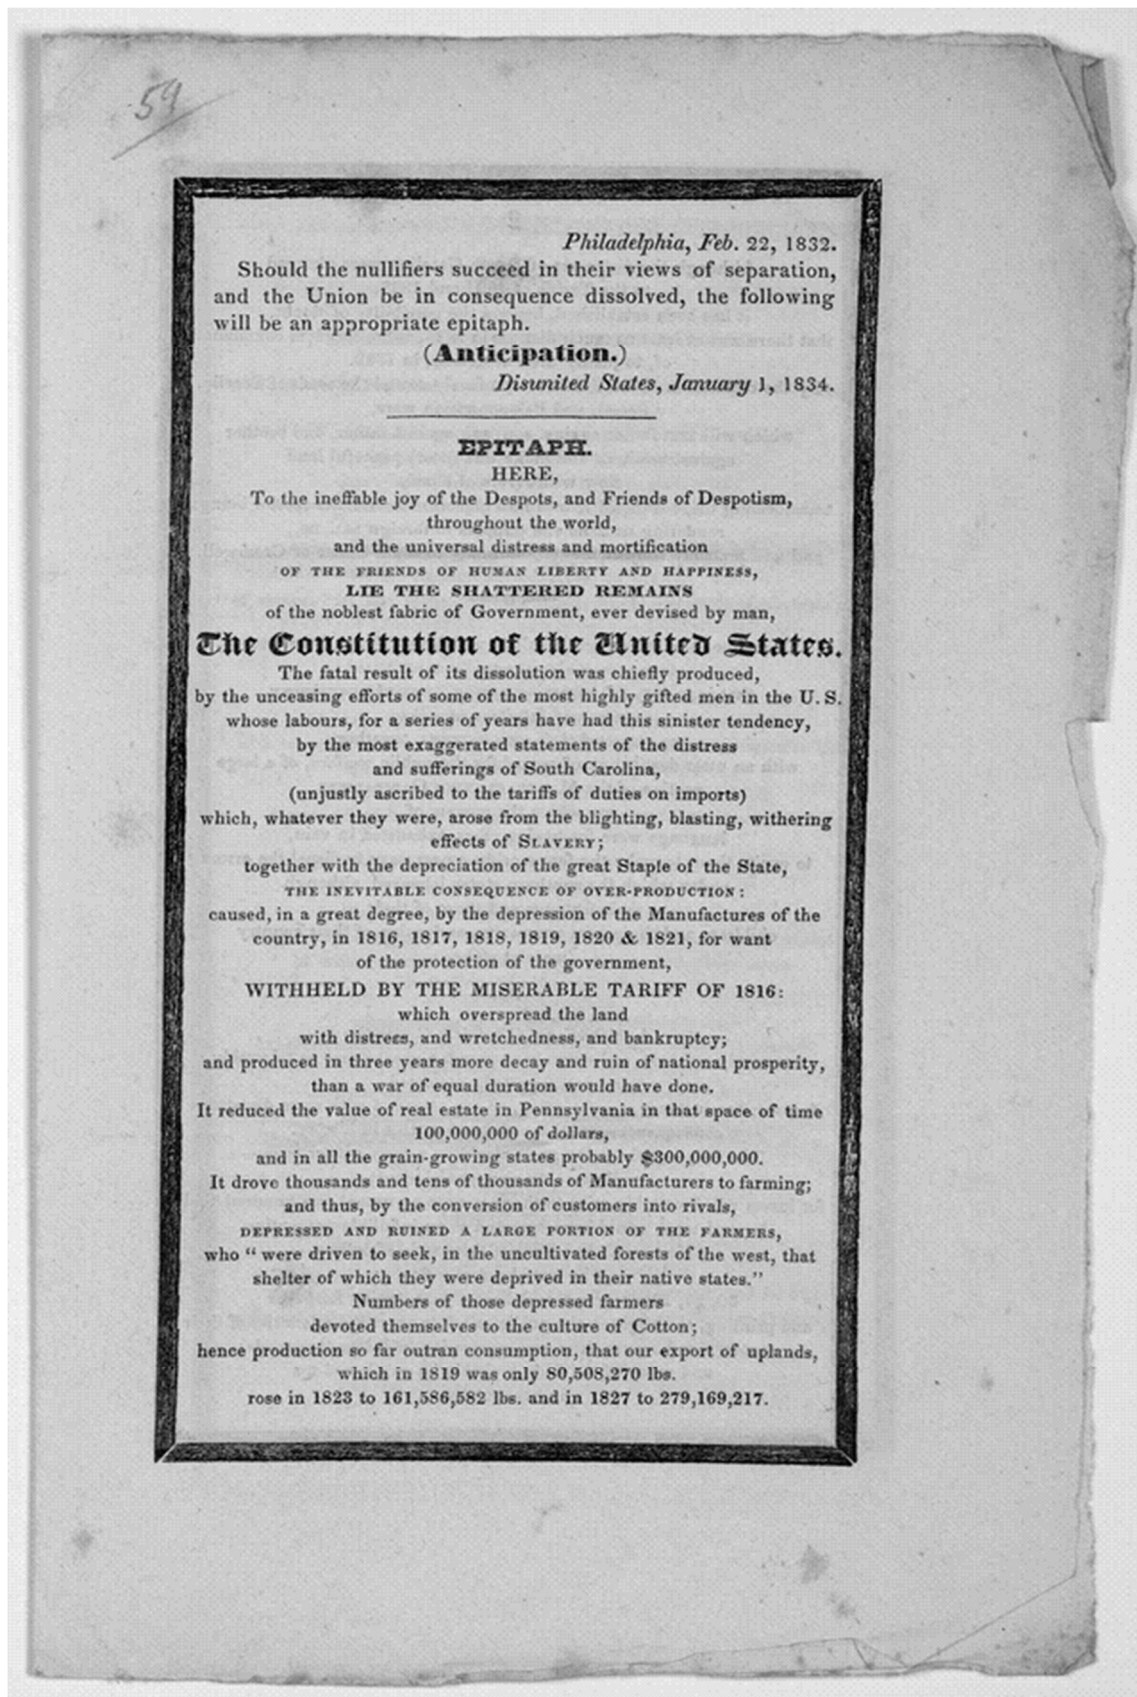 59
Philadelphia, Feb. 22, 1832.
Should the nullifiers succeed in their views of separation,
and the Union be in consequence dissolved, the following
will be an appropriate epitaph.
(Anticipation.)
Disunited States, January 1, 1834.
EPITAPH.
HERE,
To the ineffable joy of the Despots, and Friends of Despotism,
throughout the world,
and the universal distress and mortification
OF THE FRIENDS OF HUMAN LIBERTY AND HAPPINESS,
LIE THE SHATTERED REMAINS
of the noblest fabric of Government, ever devised by man,
The Constitution of the United States.
The fatal result of its dissolution was chiefly produced,
by the unceasing efforts of some of the most highly gifted men in the U. S.
whose labours, for a series of years have had this sinister tendency,
by the most exaggerated statements of the distress
and sufferings of South Carolina,
(unjustly ascribed to the tariffs of duties on imports)
which, whatever they were, arose from the blighting, blasting, withering
effects of SLAVERY;
together with the depreciation of the great Staple of the State,
THE INEVITABLE CONSEQUENCE OF OVER-PRODUCTION:
caused, in a great degree, by the depression of the Manufactures of the
country, in 1816, 1817, 1818, 1819, 1820 & 1821, for want
of the protection of the government,
WITHHELD BY THE MISERABLE TARIFF OF 1816:
which overspread the land
with distress, and wretchedness, and bankruptcy;
and produced in three years more decay and ruin of national prosperity,
than a war of equal duration would have done.
It reduced the value of real estate in Pennsylvania in that space of time
100,000,000 of dollars,
and in all the grain-growing states probably $300,000,000.
It drove thousands and tens of thousands of Manufacturers to farming;
and thus, by the conversion of customers into rivals,
DEPRESSED AND RUINED A LARGE PORTION OF THE FARMERS,
who "were driven to seek, in the uncultivated forests of the west, that
shelter of which they were deprived in their native states."
Numbers of those depressed farmers
devoted themselves to the culture of Cotton;
hence production so far outran consumption, that our export of uplands,
which in 1819 was only 80,508,270 lbs.
rose in 1823 to 161,586,582 lbs. and in 1827 to 279,169,217.